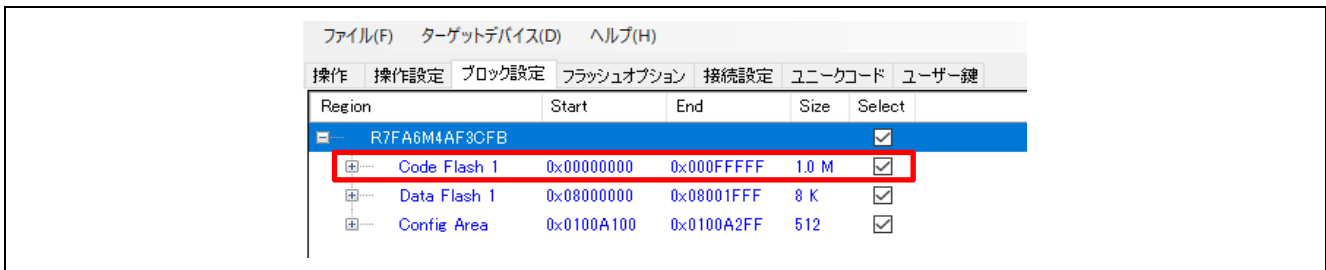 ファイル(F) ターゲットデバイス(D) ヘルプ(H)
操作 操作設定 ブロック設定 フラッシュオプション 接続設定 ユニークコード ユーザー鍵
Region Start End Size Select
R7FA6M4AF3CFB
Code Flash 1 0x00000000 0x000FFFFF 1.0 M
Data Flash 1 0x08000000 0x08001FFF 8 K
Config Area 0x0100A100 0x0100A2FF 512